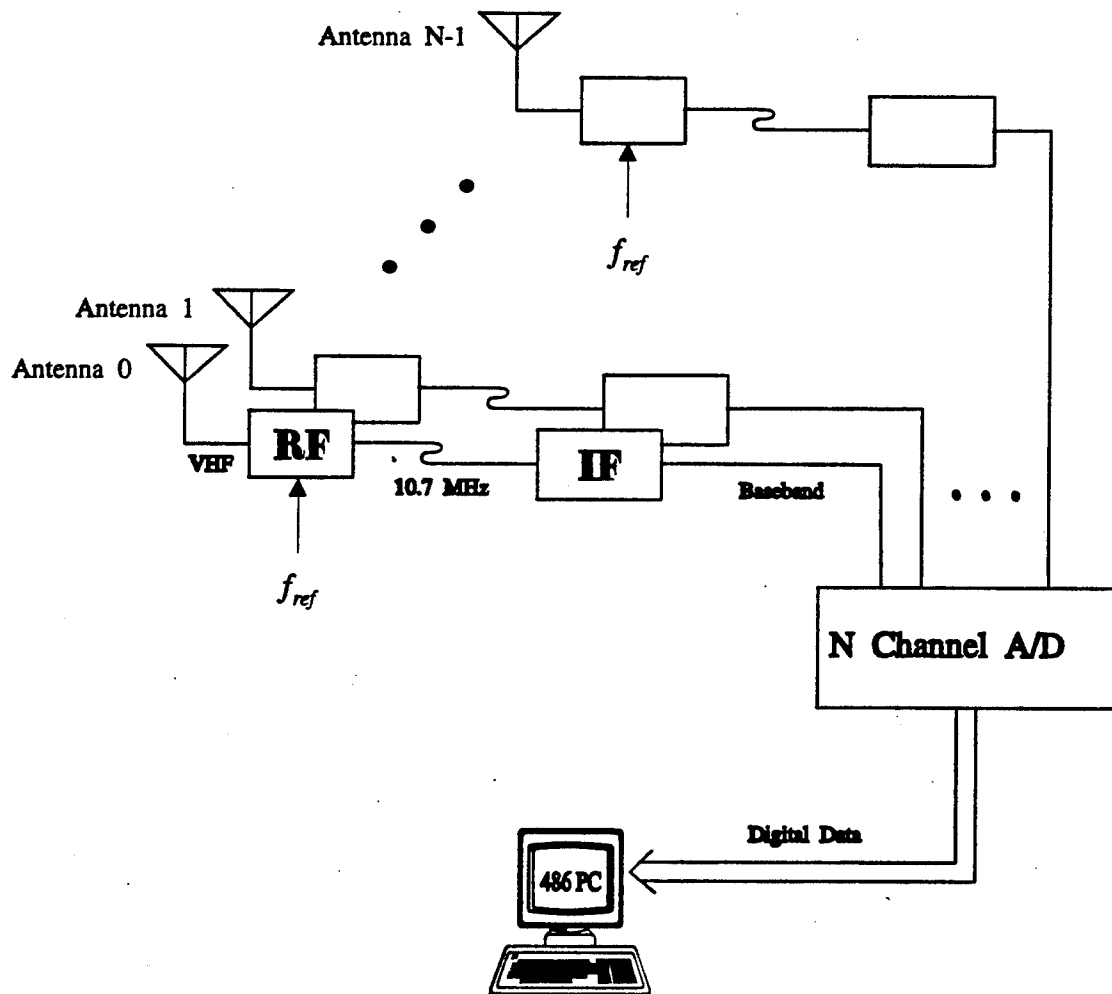 Antenna N-1
f_ref
Antenna 1
Antenna 0
VHF
RF
10.7 MHz
IF
Baseband
f_ref
N Channel A/D
Digital Data
486 PC